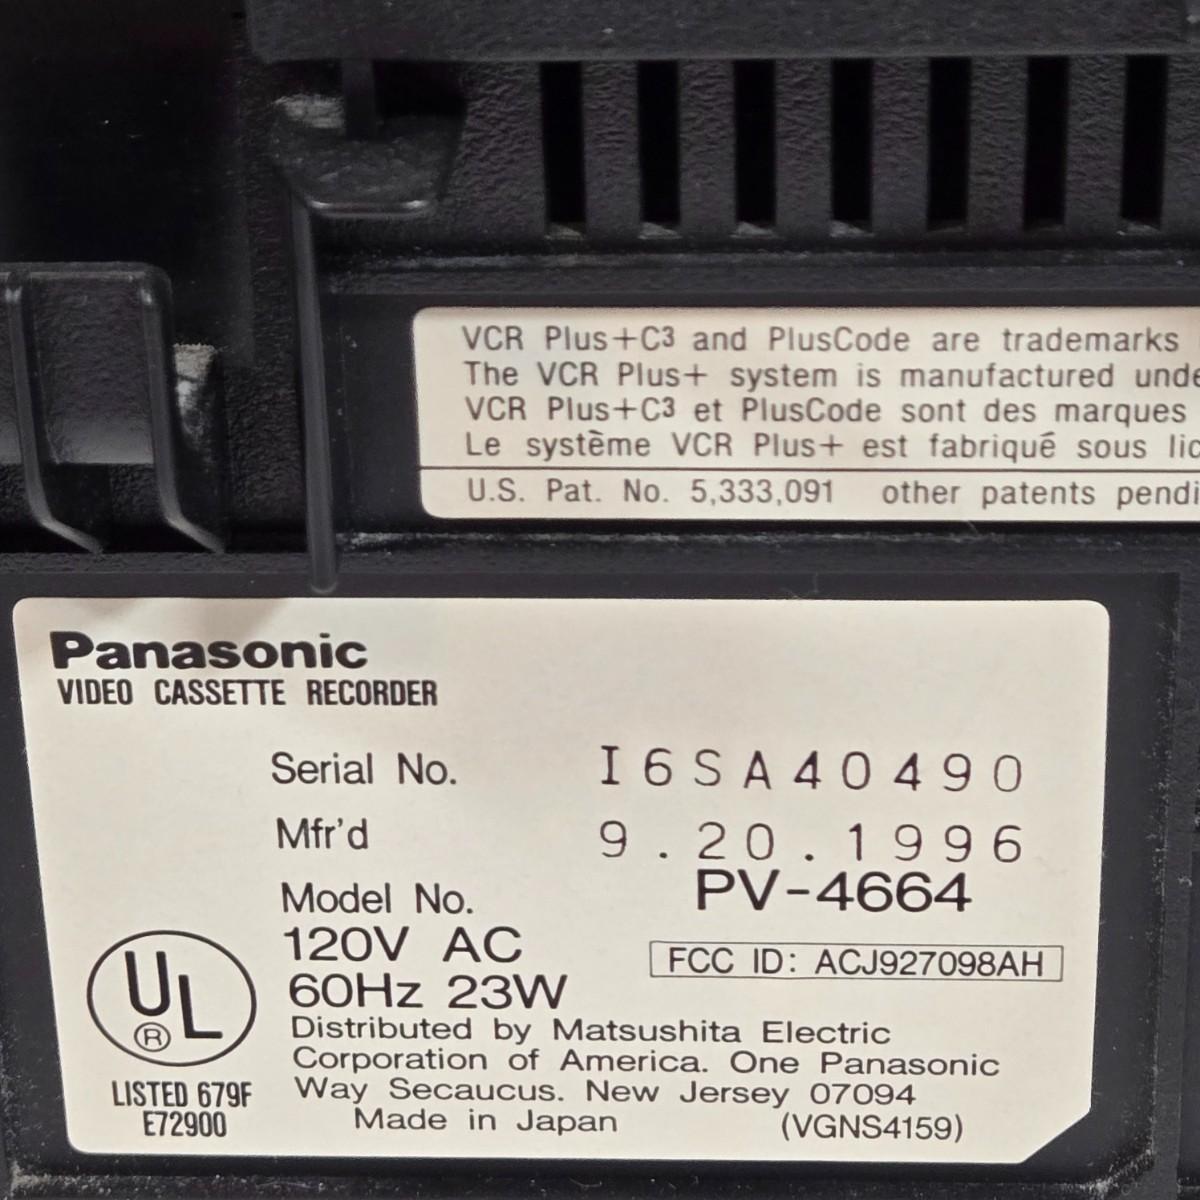 VCR Plus+C3 and PlusCode are trademarks
The VCR Plus+ system is manufactured
VCR Plus+C3 et PlusCode sont des marques
Le système VCR Plus+ est fabriqué sous
U.S. Pat. No. 5,333,091 other patents
Panasonic
VIDEO CASSETTE RECORDER
Serial No. I6SA40490
Mfr'd 9.20.1996
Model No. PV-4664
120V AC
60Hz 23W
FCC ID: ACJ927098AH
UL
®
LISTED 679F
E72900
Distributed by Matsushita Electric
Corporation of America. One Panasonic
Way Secaucus. New Jersey 07094
Made in Japan (VGNS4159)